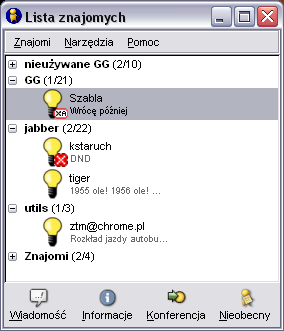 Lista znajomych
Znajomi Narzędzia Pomoc
nieużywane GG (2/10)
GG (1/21)
Szabla
XA
Wrócę później
jabber (2/22)
kstaruch
DND
tiger
1955 ole! 1956 ole! ...
utils (1/3)
ztm@chrome.pl
Rozkład jazdy autobu...
Znajomi (2/4)
Wiadomość Informacje Konferencja Nieobecny